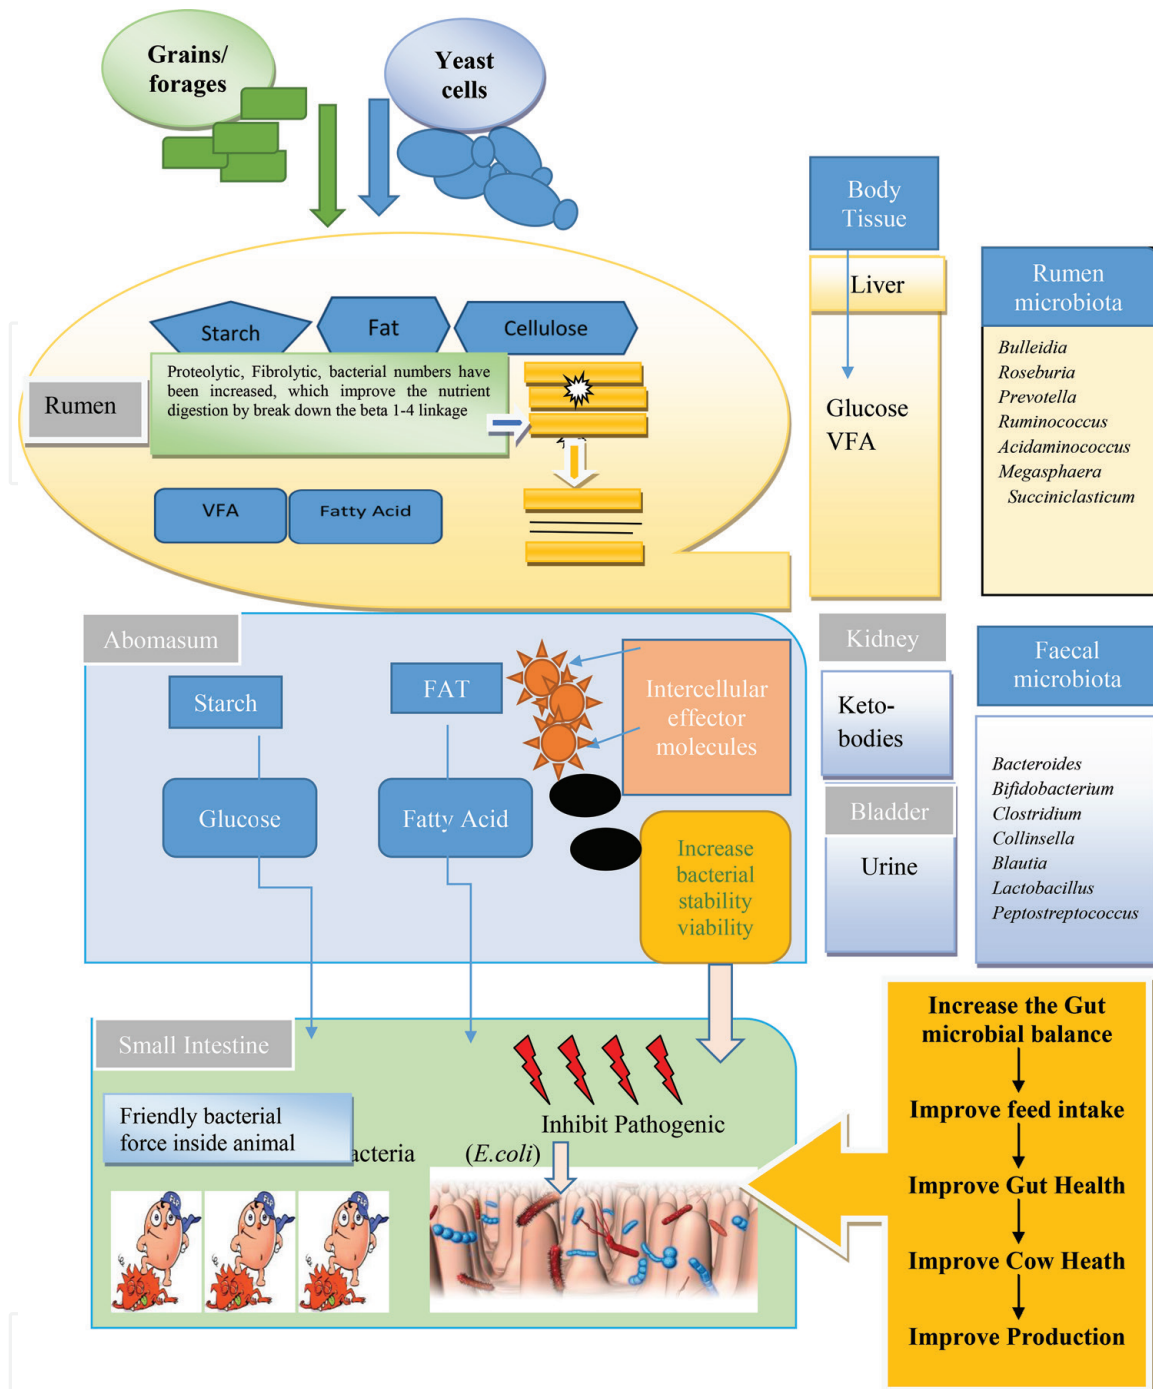 Grains/
forages
Yeast
cells
Body
Tissue
Liver
Glucose
VFA
Rumen
microbiota
Bulleidia
Roseburia
Prevotella
Ruminococcus
Acidaminococcus
Megasphaera
Succiniclasticum
Starch
Fat
Cellulose
Rumen
Proteolytic, Fibrolytic, bacterial numbers have
been increased, which improve the nutrient
digestion by break down the beta 1-4 linkage
VFA
Fatty Acid
Abomasum
Starch
FAT
Intercellular
effector
molecules
Glucose
Fatty Acid
Increase
bacterial
stability
viability
Kidney
Keto-
bodies
Bladder
Urine
Faecal
microbiota
Bacteroides
Bifidobacterium
Clostridium
Collinsella
Blautia
Lactobacillus
Peptostreptococcus
Small Intestine
Friendly bacterial
force inside animal
Inhibit Pathogenic
acteria (E.coli)
Increase the Gut
microbial balance
Improve feed intake
Improve Gut Health
Improve Cow Heath
Improve Production